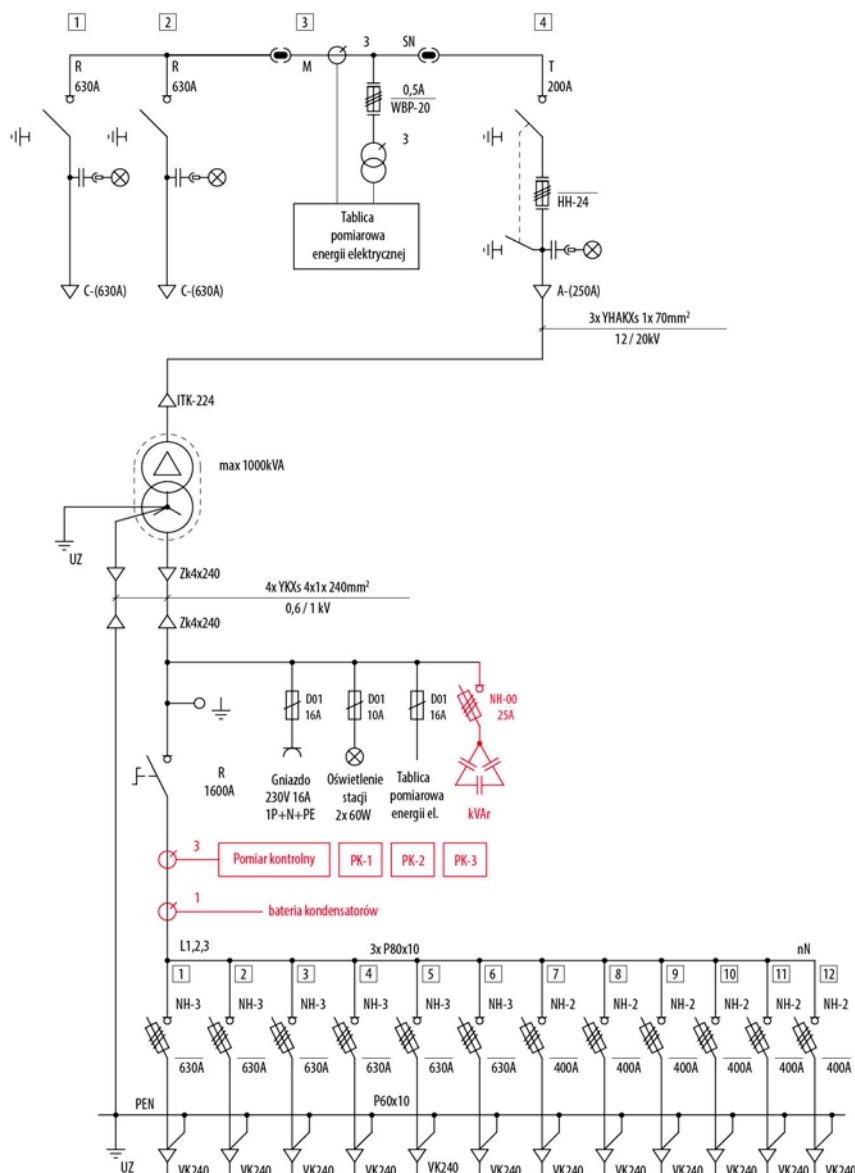 1
2
3
4
R
630A
R
630A
M
3
SN
T
200A
0,5A
WBP-20
3
HH-24
Tablica
pomiarowa
energii elektrycznej
C-(630A)
C-(630A)
A-(250A)
3x YHAKXs 1x 70mm²
12 / 20kV
ITK-224
max 1000kVA
UZ
Zk4x240
4x YKXs 4x1x 240mm²
0,6 / 1 kV
Zk4x240
D01
16A
D01
10A
D01
16A
NH-00
25A
R
1600A
Gniazdo
230V 16A
1P+N+PE
Oświetlenie
stacji
2x 60W
Tablica
pomiarowa
energii el.
kVAr
3
Pomiar kontrolny
PK-1
PK-2
PK-3
1
bateria kondensatorów
L1,2,3
3x P80x10
nN
1 2 3 4 5 6 7 8 9 10 11 12
NH-3 NH-3 NH-3 NH-3 NH-3 NH-3 NH-2 NH-2 NH-2 NH-2 NH-2 NH-2
630A 630A 630A 630A 630A 630A 400A 400A 400A 400A 400A 400A
PEN
P60x10
UZ
VK240 VK240 VK240 VK240 VK240 VK240 VK240 VK240 VK240 VK240 VK240 VK240